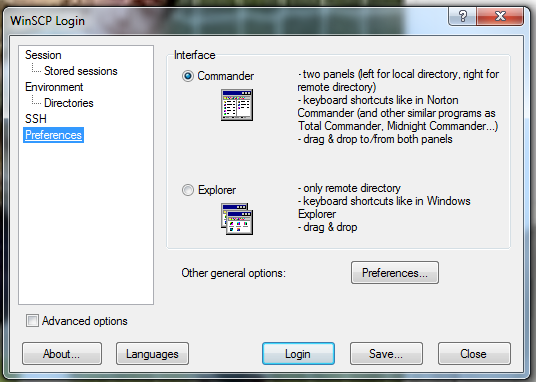 WinSCP Login
Session
Stored sessions
Environment
Directories
SSH
Preferences
Interface
Commander
- two panels (left for local directory, right for
remote directory)
- keyboard shortcuts like in Norton
Commander (and other similar programs as
Total Commander, Midnight Commander...)
- drag & drop to/from both panels
Explorer
- only remote directory
- keyboard shortcuts like in Windows
Explorer
- drag & drop
Other general options:
Preferences...
Advanced options
About...
Languages
Login
Save...
Close